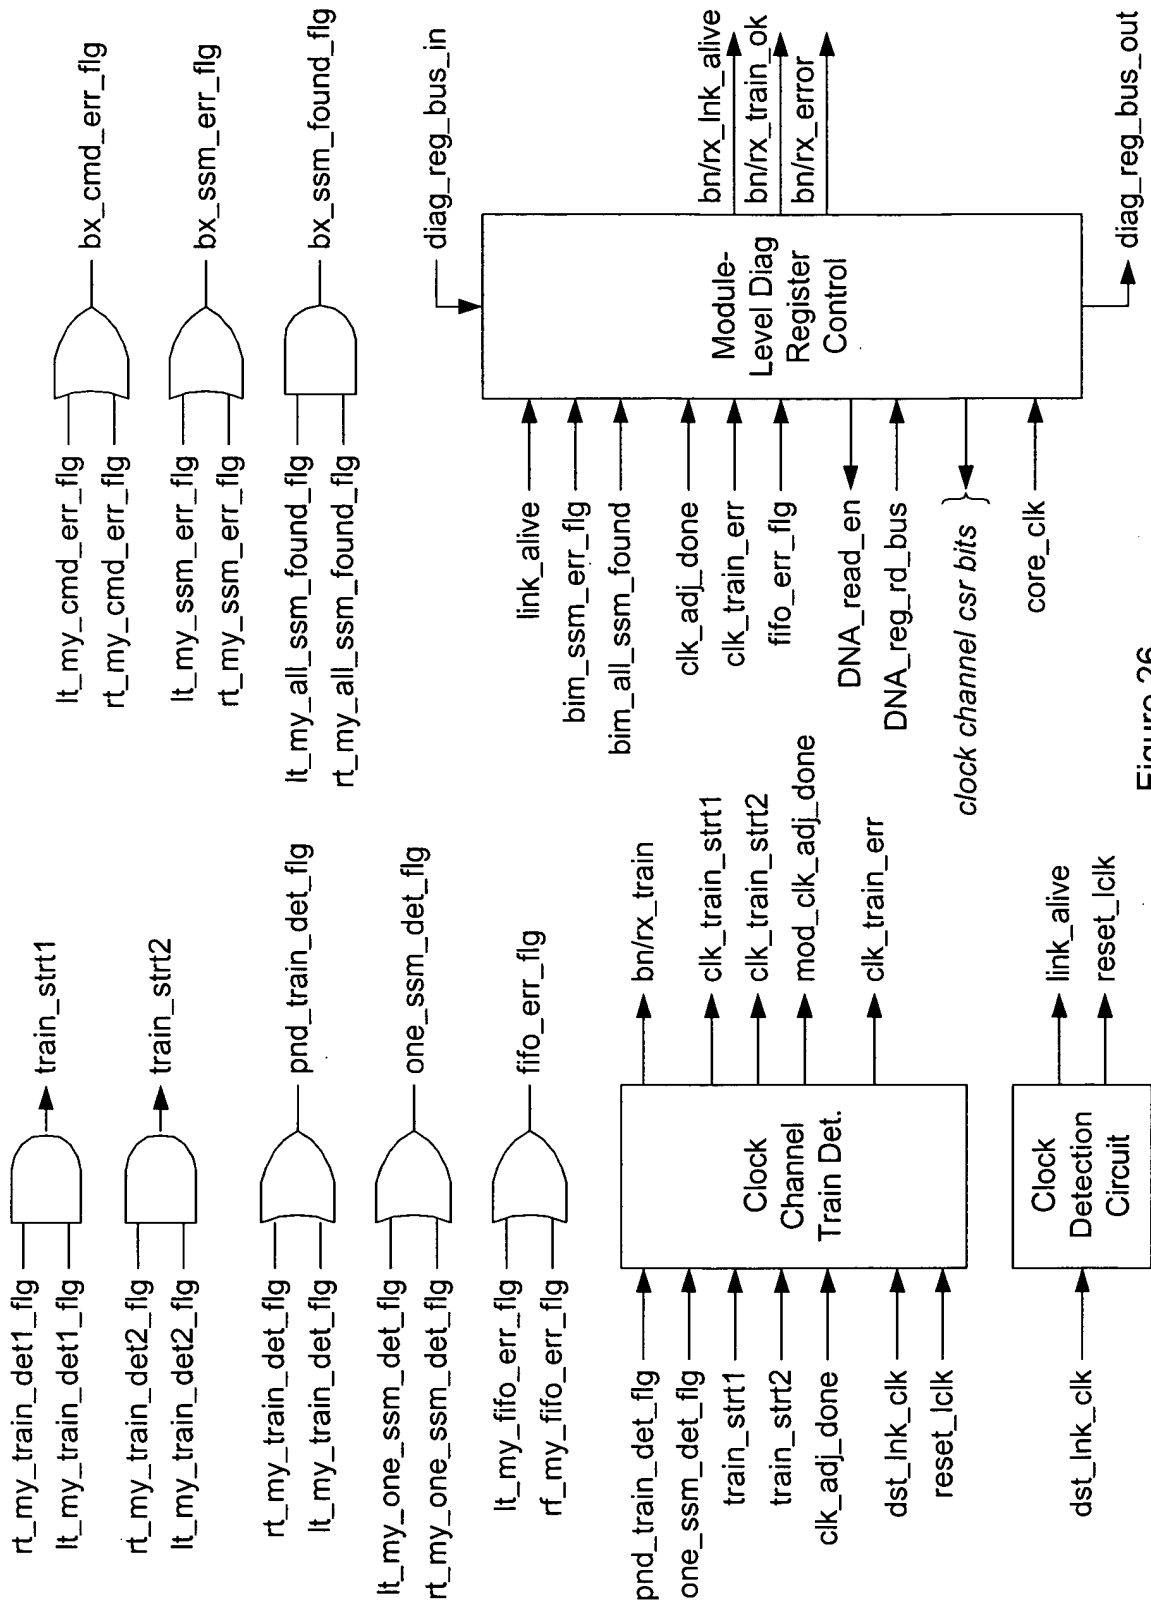 rt_my_train_det1_flg
lt_my_train_det1_flg
train_strt1
rt_my_train_det2_flg
lt_my_train_det2_flg
train_strt2
rt_my_train_det_flg
lt_my_train_det_flg
pnd_train_det_flg
lt_my_one_ssm_det_flg
rt_my_one_ssm_det_flg
one_ssm_det_flg
lt_my_fifo_err_flg
rf_my_fifo_err_flg
fifo_err_flg
pnd_train_det_flg
one_ssm_det_flg
train_strt1
train_strt2
clk_adj_done
dst_lnk_clk
reset_lclk
Clock
Channel
Train Det.
bn/rx_train
clk_train_strt1
clk_train_strt2
mod_clk_adj_done
clk_train_err
dst_lnk_clk
Clock
Detection
Circuit
link_alive
reset_lclk
lt_my_cmd_err_flg
rt_my_cmd_err_flg
bx_cmd_err_flg
lt_my_ssm_err_flg
rt_my_ssm_err_flg
bx_ssm_err_flg
lt_my_all_ssm_found_flg
rt_my_all_ssm_found_flg
bx_ssm_found_flg
diag_reg_bus_in
link_alive
bim_ssm_err_flg
bim_all_ssm_found
clk_adj_done
clk_train_err
fifo_err_flg
DNA_read_en
DNA_reg_rd_bus
clock channel csr bits
core_clk
Module-
Level Diag
Register
Control
bn/rx_lnk_alive
bn/rx_train_ok
bn/rx_error
diag_reg_bus_out
Figure 26